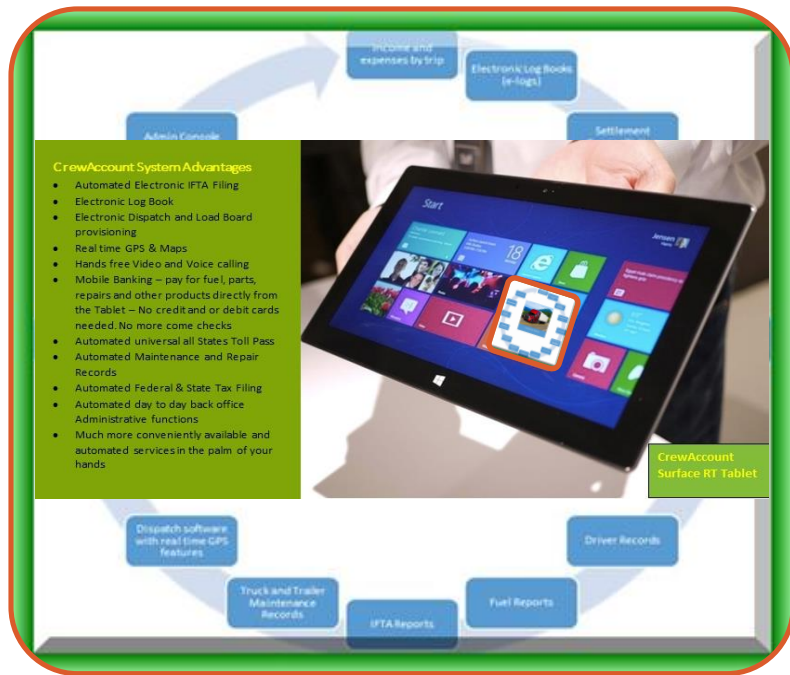 Income and
expenses by trip
Electronic Log Books
(e-logs)
Admin Console
Settlement
CrewAccount System Advantages
• Automated Electronic IFTA Filing
• Electronic Log Book
• Electronic Dispatch and Load Board
provisioning
• Real time GPS & Maps
• Hands free Video and Voice calling
• Mobile Banking – pay for fuel, parts,
repairs and other products directly from
the Tablet – No credit and or debit cards
needed. No more come checks
• Automated universal all States Toll Pass
• Automated Maintenance and Repair
Records
• Automated Federal & State Tax Filing
• Automated day to day back office
Administrative functions
• Much more conveniently available and
automated services in the palm of your
hands
Start
Jensen
18
CrewAccount
Surface RT Tablet
Dispatch software
with real time GPS
features
Driver Records
Truck and Trailer
Maintenance
Records
Fuel Reports
IFTA Reports